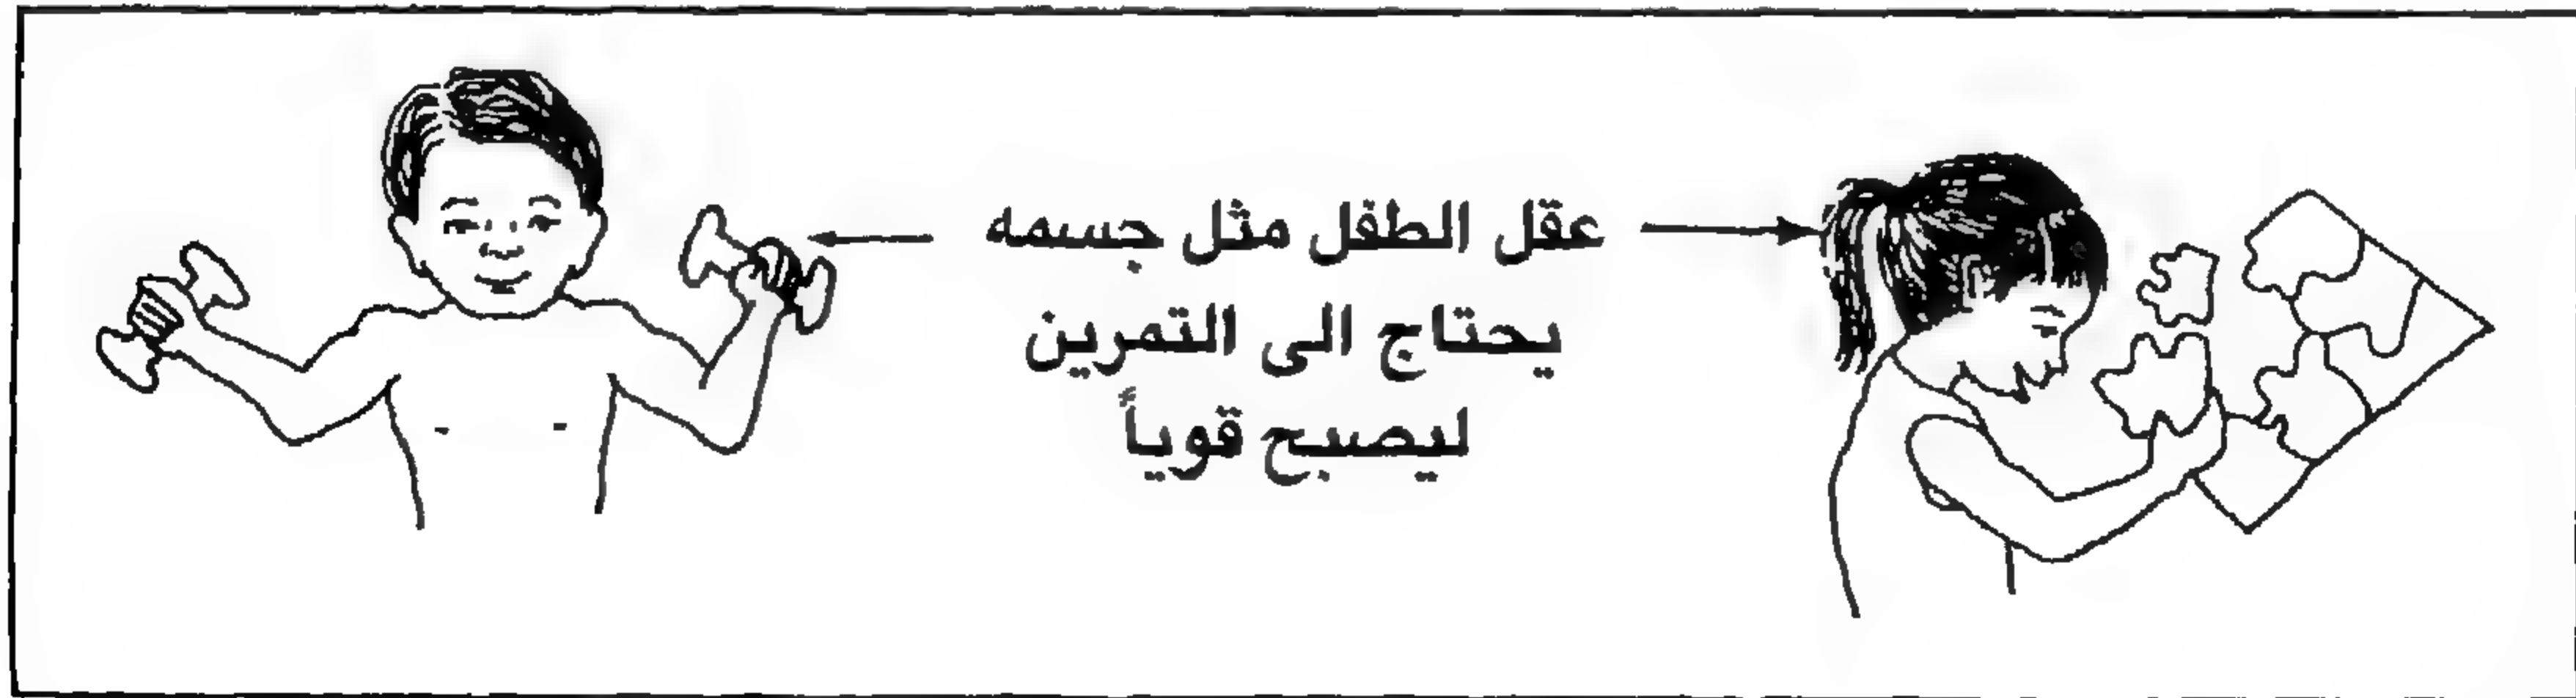 عقل الطفل مثل جسمه
يحتاج الى التمرين
ليصبح قوياً